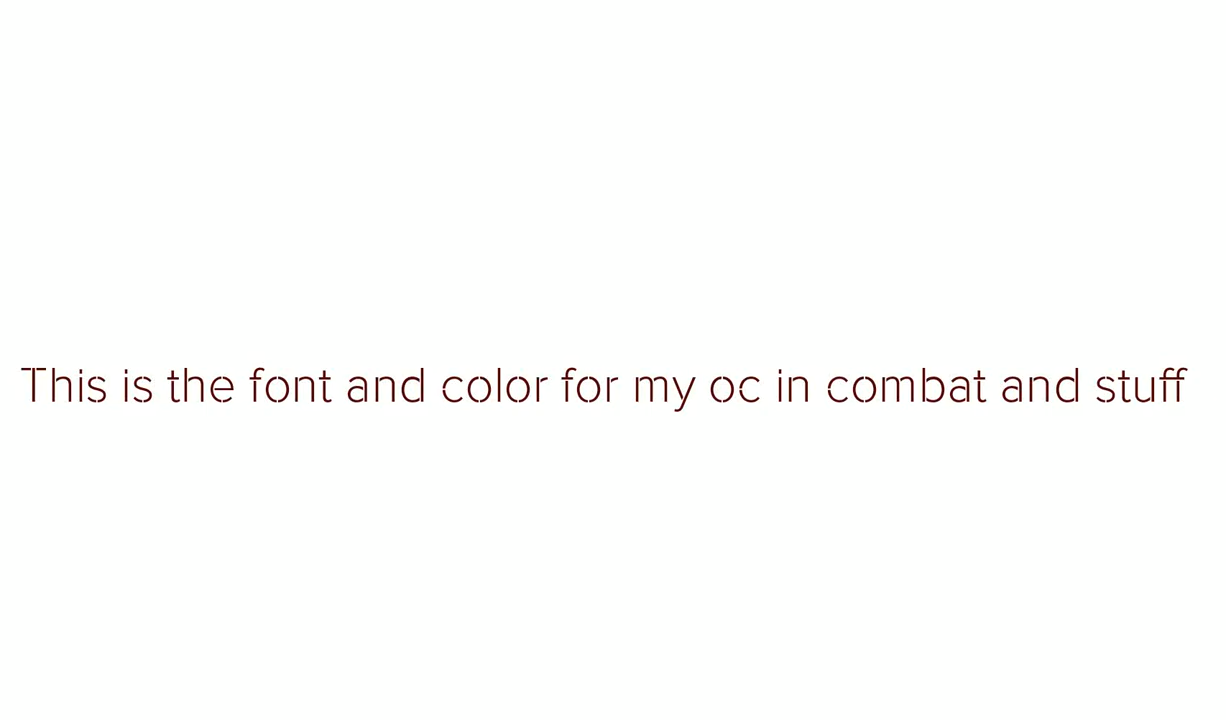 This is the font and color for my oc in combat and stuff